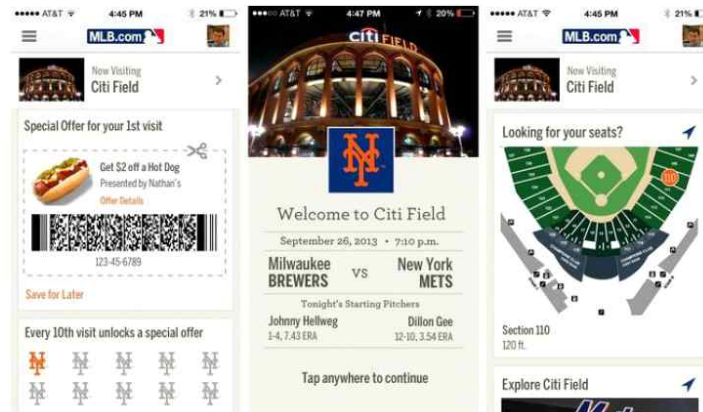 AT&T 4:45 PM 21%
MLB.com
Now Visiting
Citi Field
Special Offer for your 1st visit
Get $2 off a Hot Dog
Presented by Nathan's
Offer Details
123-45-6789
Save for Later
Every 10th visit unlocks a special offer
AT&T 4:47 PM 20%
citi FIELD
NY
Welcome to Citi Field
September 26, 2013 • 7:10 p.m.
Milwaukee
BREWERS
VS
New York
METS
Tonight's Starting Pitchers
Johnny Hellweg
1-4, 7.43 ERA
Dillon Gee
12-10, 3.54 ERA
Tap anywhere to continue
AT&T 4:45 PM 21%
MLB.com
Now Visiting
Citi Field
Looking for your seats?
110
Section 110
120 ft.
Explore Citi Field